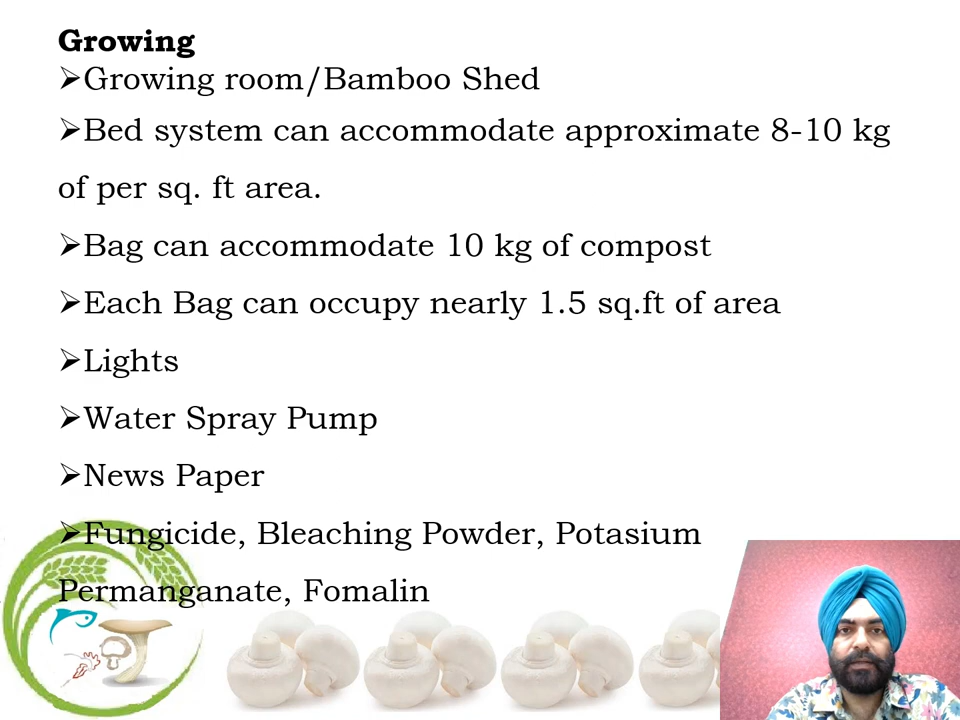 Growing
➢Growing room/Bamboo Shed
➢Bed system can accommodate approximate 8-10 kg
of per sq. ft area.
➢Bag can accommodate 10 kg of compost
➢Each Bag can occupy nearly 1.5 sq.ft of area
➢Lights
➢Water Spray Pump
➢News Paper
➢Fungicide, Bleaching Powder, Potasium
Permanganate, Fomalin